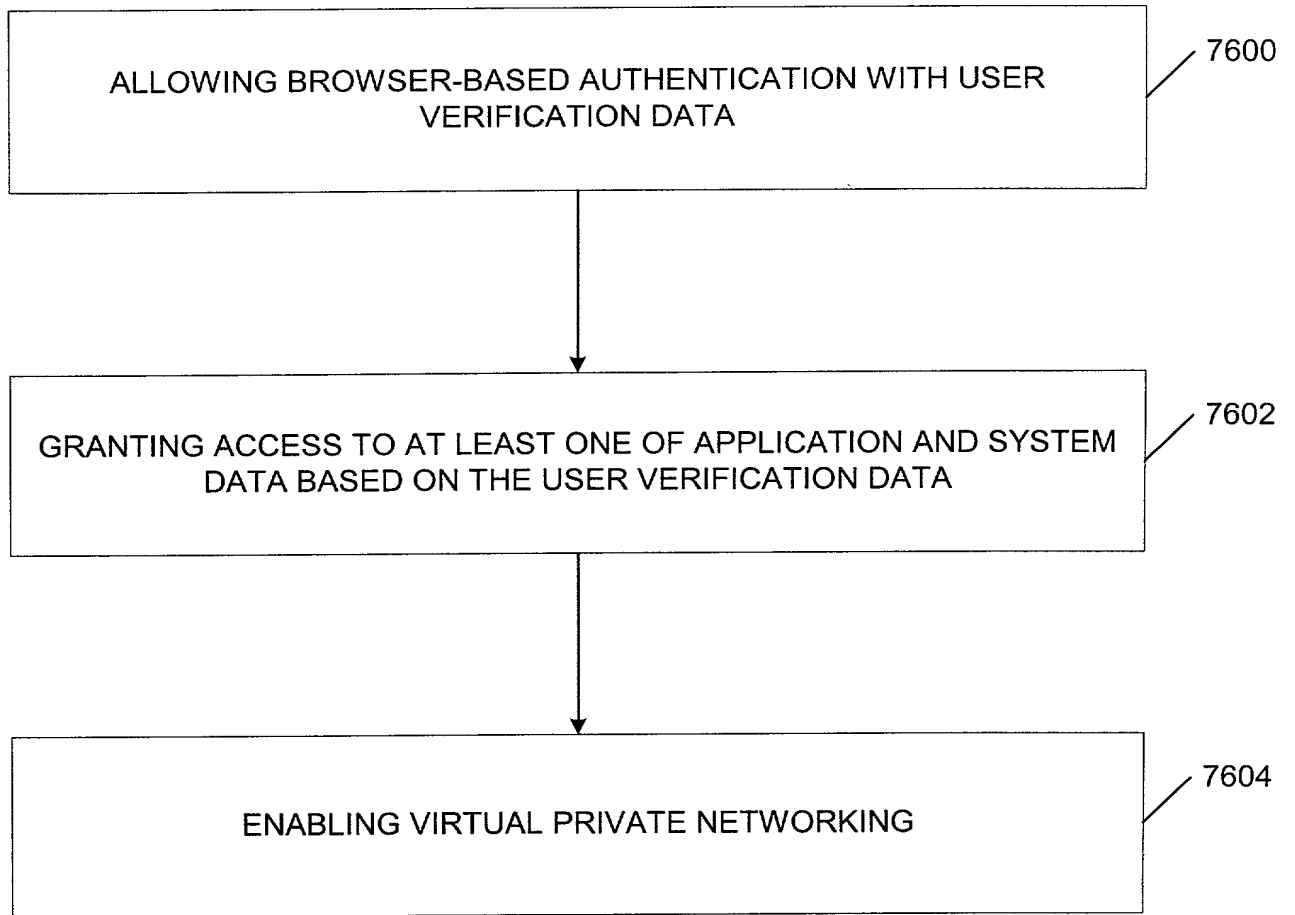 ALLOWING BROWSER-BASED AUTHENTICATION WITH USER
VERIFICATION DATA
7600
GRANTING ACCESS TO AT LEAST ONE OF APPLICATION AND SYSTEM
DATA BASED ON THE USER VERIFICATION DATA
7602
ENABLING VIRTUAL PRIVATE NETWORKING
7604